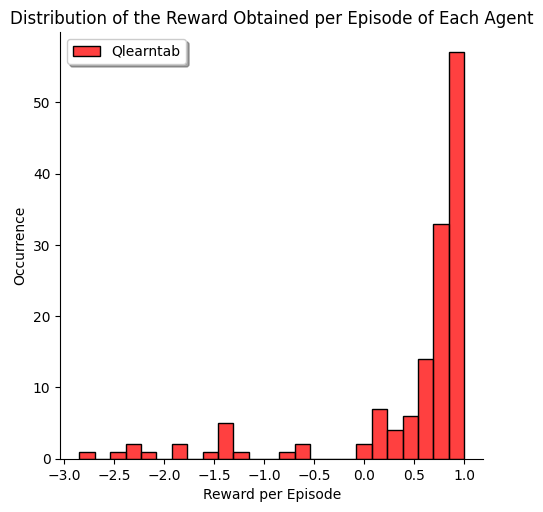 Distribution of the Reward Obtained per Episode of Each Agent
Qlearntab
Occurrence
50
40
30
20
10
0
−3.0 −2.5 −2.0 −1.5 −1.0 −0.5 0.0 0.5 1.0
Reward per Episode